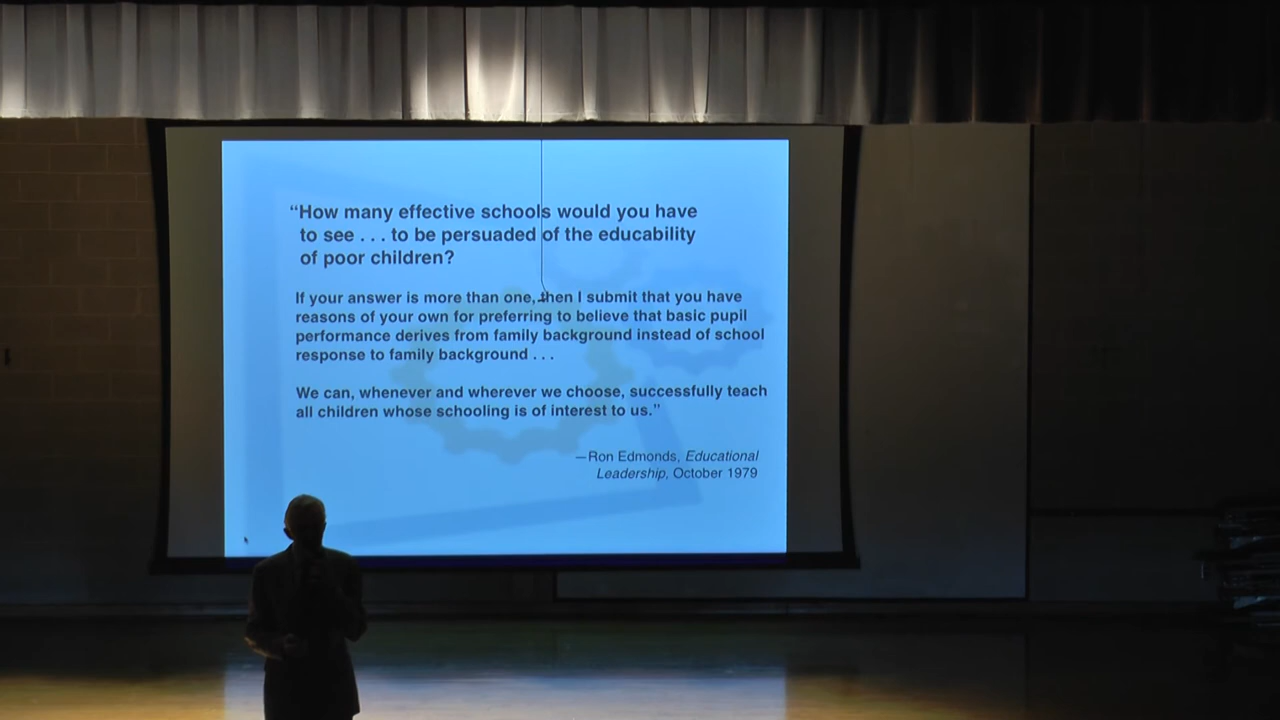 “How many effective schools would you have
to see . . . to be persuaded of the educability
of poor children?
If your answer is more than one, then I submit that you have
reasons of your own for preferring to believe that basic pupil
performance derives from family background instead of school
response to family background . . .
We can, whenever and wherever we choose, successfully teach
all children whose schooling is of interest to us.”
—Ron Edmonds, Educational
Leadership, October 1979